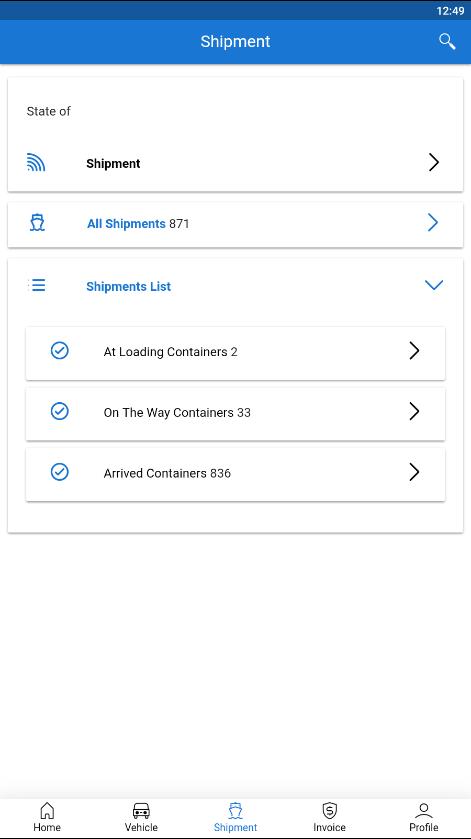 12:49
Shipment
State of
Shipment
All Shipments 871
Shipments List
At Loading Containers 2
On The Way Containers 33
Arrived Containers 836
Home Vehicle Shipment Invoice Profile